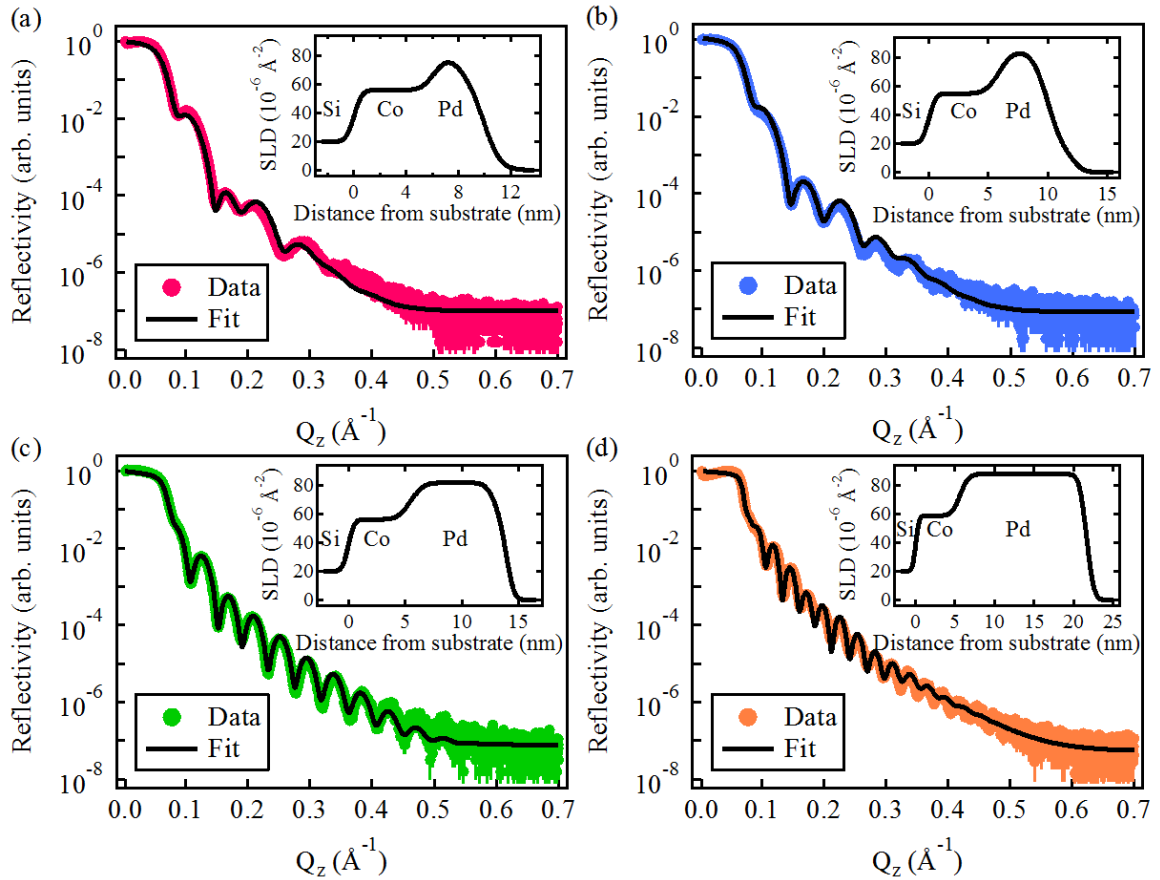 (a)
Reflectivity (arb. units)
10^0
10^-2
10^-4
10^-6
10^-8
SLD (10^-6 Å^-2)
80
60
40
20
0
Si
Co
Pd
0 4 8 12
Distance from substrate (nm)
Data
Fit
0.0 0.1 0.2 0.3 0.4 0.5 0.6 0.7
Q_z (Å^-1)
(b)
Reflectivity (arb. units)
10^0
10^-2
10^-4
10^-6
10^-8
SLD (10^-6 Å^-2)
80
60
40
20
0
Si
Co
Pd
0 5 10 15
Distance from substrate (nm)
Data
Fit
0.0 0.1 0.2 0.3 0.4 0.5 0.6 0.7
Q_z (Å^-1)
(c)
Reflectivity (arb. units)
10^0
10^-2
10^-4
10^-6
10^-8
SLD (10^-6 Å^-2)
80
60
40
20
0
Si
Co
Pd
0 5 10 15
Distance from substrate (nm)
Data
Fit
0.0 0.1 0.2 0.3 0.4 0.5 0.6 0.7
Q_z (Å^-1)
(d)
Reflectivity (arb. units)
10^0
10^-2
10^-4
10^-6
10^-8
SLD (10^-6 Å^-2)
80
60
40
20
0
Si
Co
Pd
0 5 10 15 20 25
Distance from substrate (nm)
Data
Fit
0.0 0.1 0.2 0.3 0.4 0.5 0.6 0.7
Q_z (Å^-1)